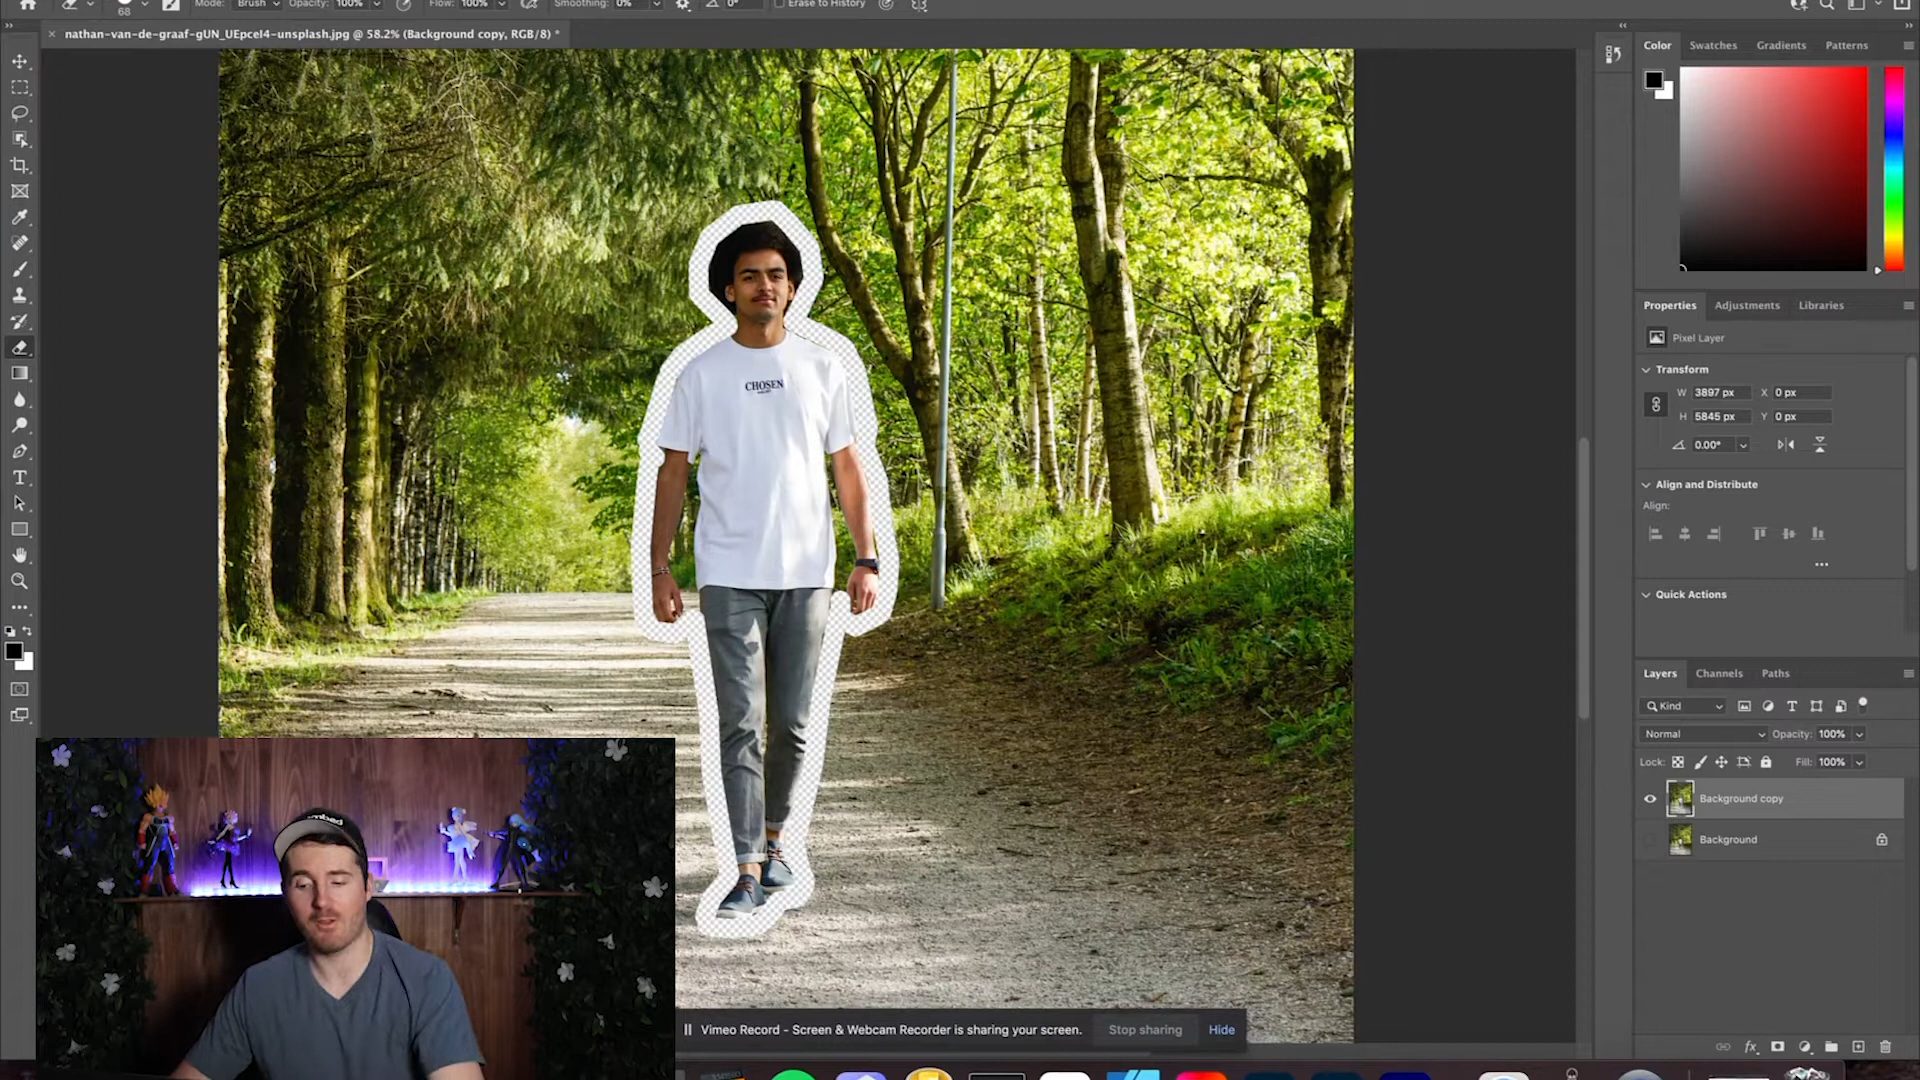 68
Mode: Brush Opacity: 100% Flow: 100% Smoothing: 0% 0° Erase to History
nathan-van-de-graaf-gUN_UEpceI4-unsplash.jpg @ 58.2% (Background copy, RGB/8) *
Color Swatches Gradients Patterns
CHOSEN
Properties Adjustments Libraries
Pixel Layer
Transform
W 3897 px X 0 px
H 5845 px Y 0 px
0.00°
Align and Distribute
Align:
Quick Actions
Layers Channels Paths
Kind
Normal Opacity: 100%
Lock: Fill: 100%
Background copy
Background
Vimeo Record - Screen & Webcam Recorder is sharing your screen. Stop sharing Hide